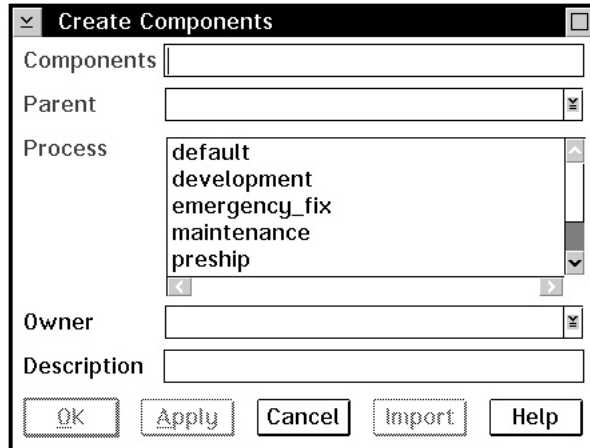 Create Components
Components
Parent
Process
default
development
emergency_fix
maintenance
preship
Owner
Description
OK Apply Cancel Import Help